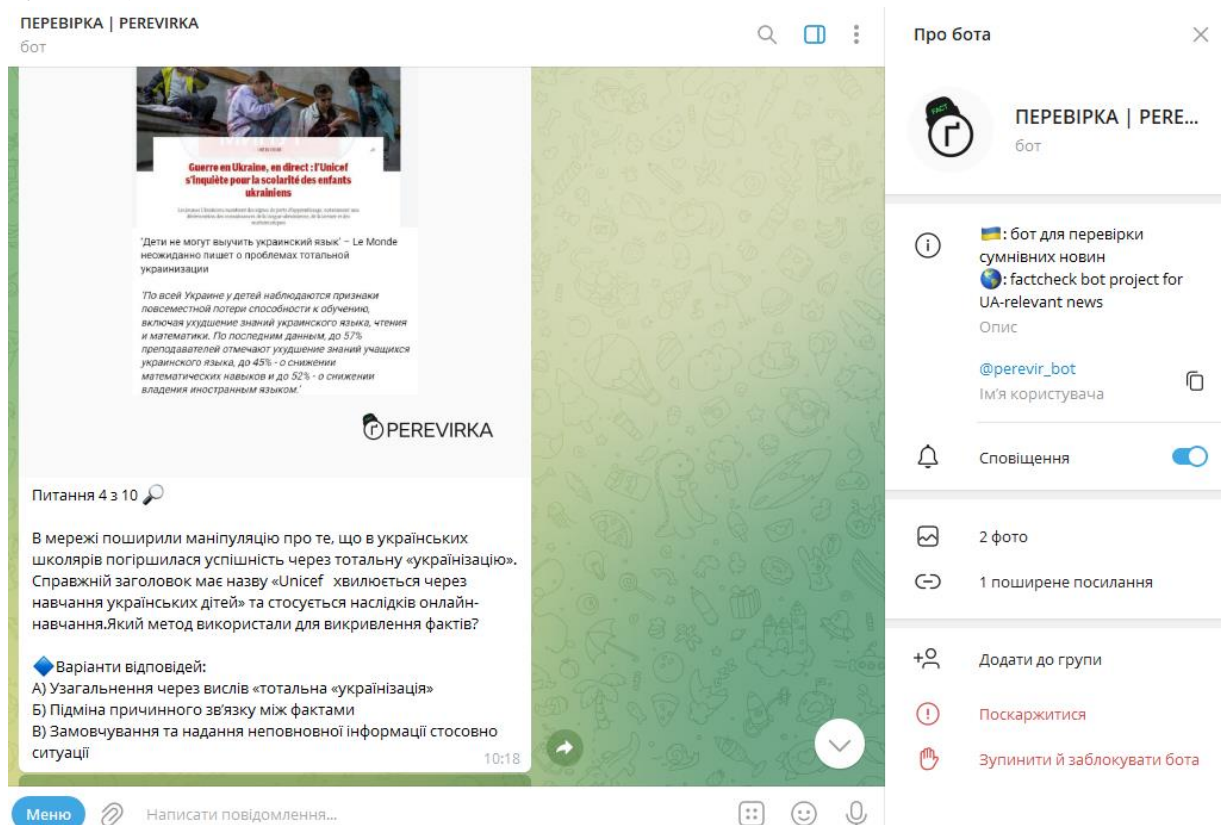 ПЕРЕВІРКА | PEREVIRKA
бот
Guerre en Ukraine, en direct : l'Unicef
s'inquiète pour la scolarité des enfants
ukrainiens
'Дети не могут выучить украинский язык' – Le Monde
неожиданно пишет о проблемах тотальной
украинизации
'По всей Украине у детей наблюдаются признаки
повсеместной потери способности к обучению,
включая ухудшение знаний украинского языка, чтения
и математики. По последним данным, до 57%
преподавателей отмечают ухудшение знаний учащихся
украинского языка, до 45% - о снижении
математических навыков и до 52% - о снижении
владения иностранным языком.'
PEREVIRKA
Питання 4 з 10
В мережі поширили маніпуляцію про те, що в українських
школярів погіршилася успішність через тотальну «українізацію».
Справжній заголовок має назву «Unicef хвилюється через
навчання українських дітей» та стосується наслідків онлайн-
навчання.Який метод використали для викривлення фактів?
Варіанти відповідей:
А) Узагальнення через вислів «тотальна «українізація»
Б) Підміна причинного зв'язку між фактами
В) Замовчування та надання неповновної інформації стосовно
ситуації
10:18
Меню
Написати повідомлення...
Про бота
FACT
ПЕРЕВІРКА | PERE...
бот
: бот для перевірки
сумнівних новин
: factcheck bot project for
UA-relevant news
Опис
@perevir_bot
Ім'я користувача
Сповіщення
2 фото
1 поширене посилання
Додати до групи
Поскаржитися
Зупинити й заблокувати бота